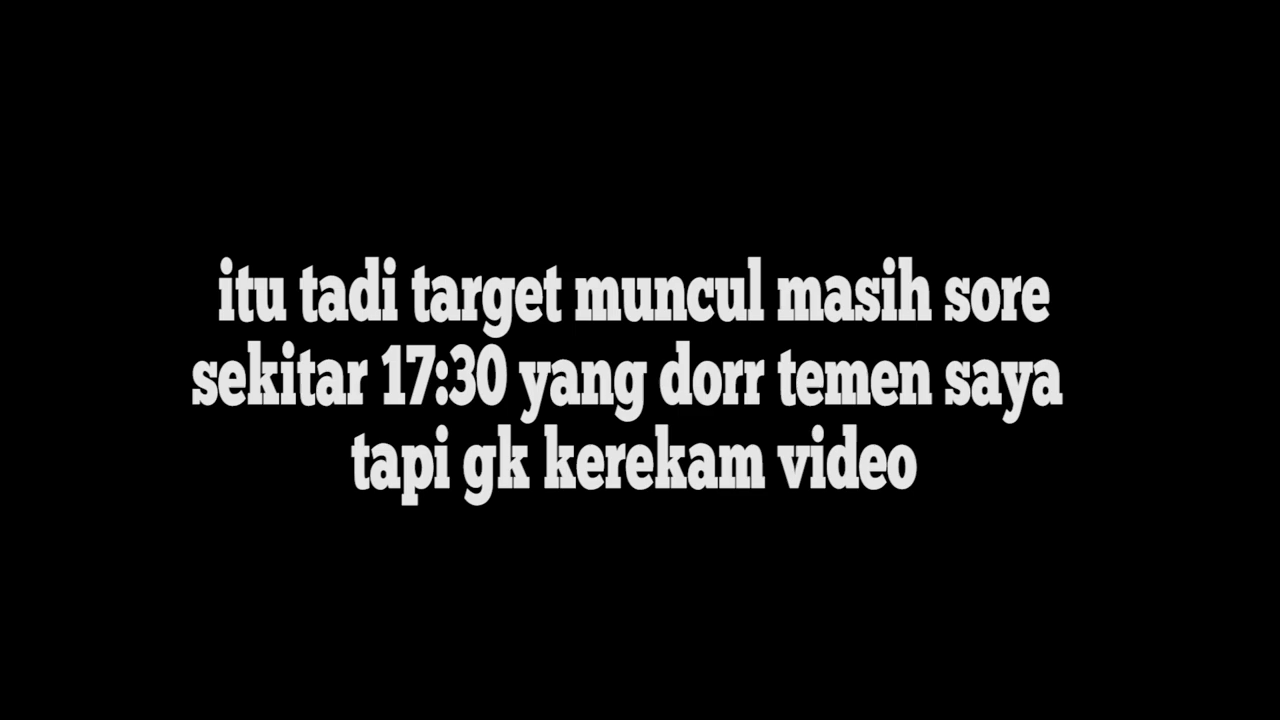 itu tadi target muncul masih sore
sekitar 17:30 yang dorr temen saya
tapi gk kerekam video